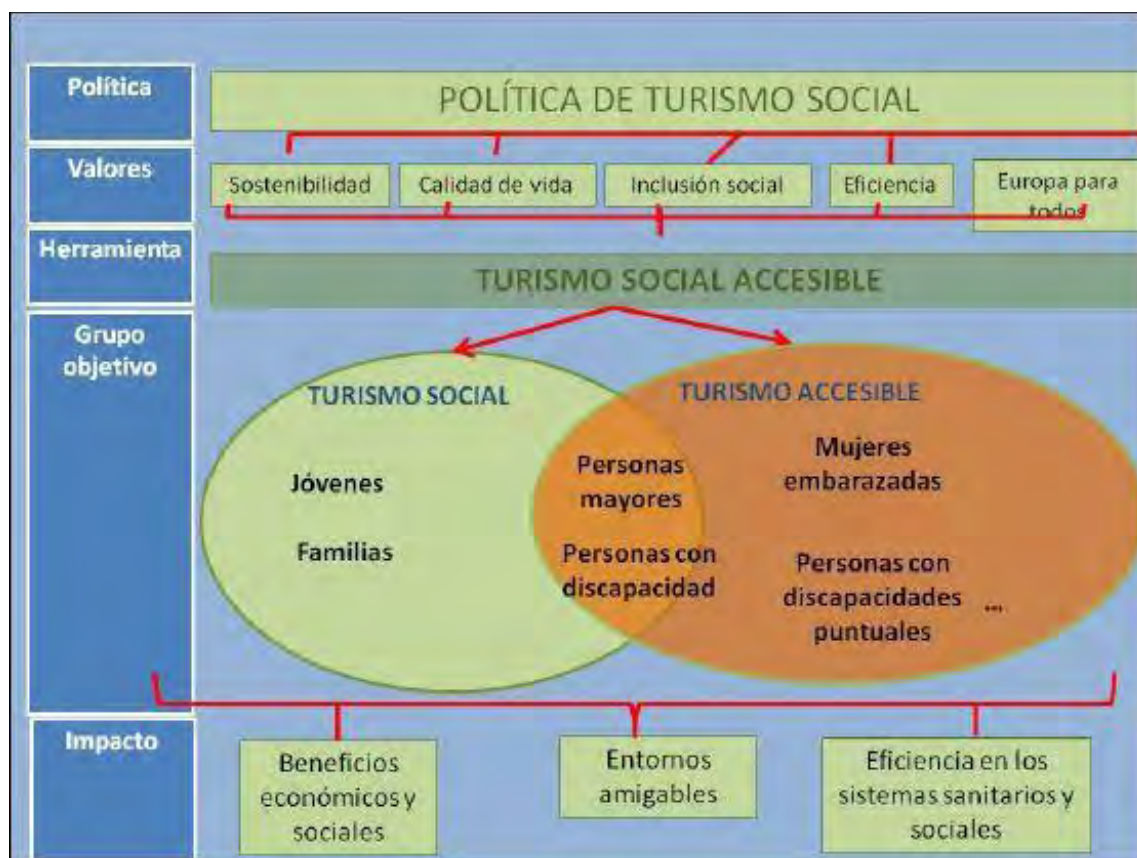 Política
POLÍTICA DE TURISMO SOCIAL
Valores
Sostenibilidad
Calidad de vida
Inclusión social
Eficiencia
Europa para
todos
Herramienta
TURISMO SOCIAL ACCESIBLE
Grupo
objetivo
TURISMO SOCIAL
Jóvenes
Familias
Personas
mayores
Personas con
discapacidad
TURISMO ACCESIBLE
Mujeres
embarazadas
Personas con
discapacidades
puntuales
...
Impacto
Beneficios
económicos y
sociales
Entornos
amigables
Eficiencia en los
sistemas sanitarios y
sociales